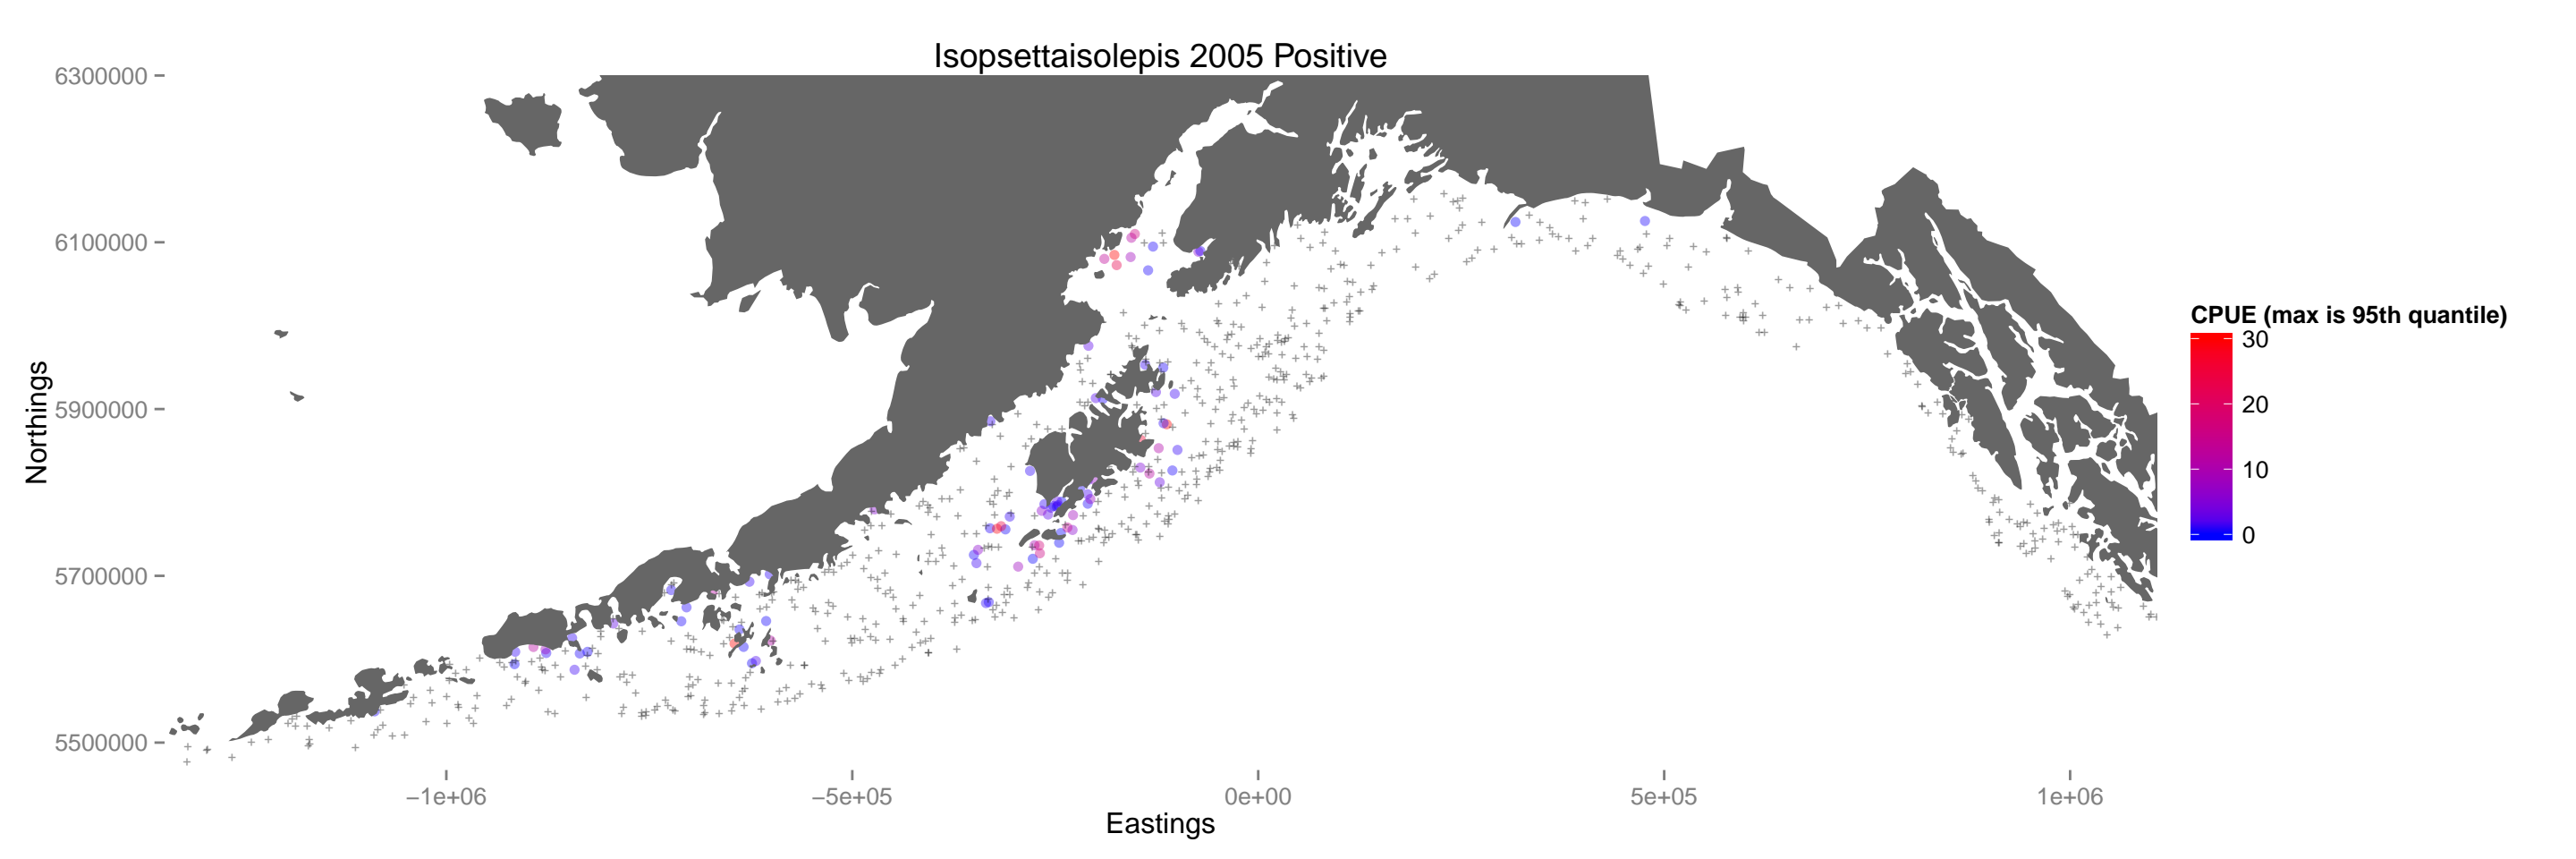 Isopsettaisolepis 2005 Positive
6300000
6100000
5900000
5700000
5500000
Northings
−1e+06
−5e+05
0e+00
5e+05
1e+06
Eastings
CPUE (max is 95th quantile)
30
20
10
0